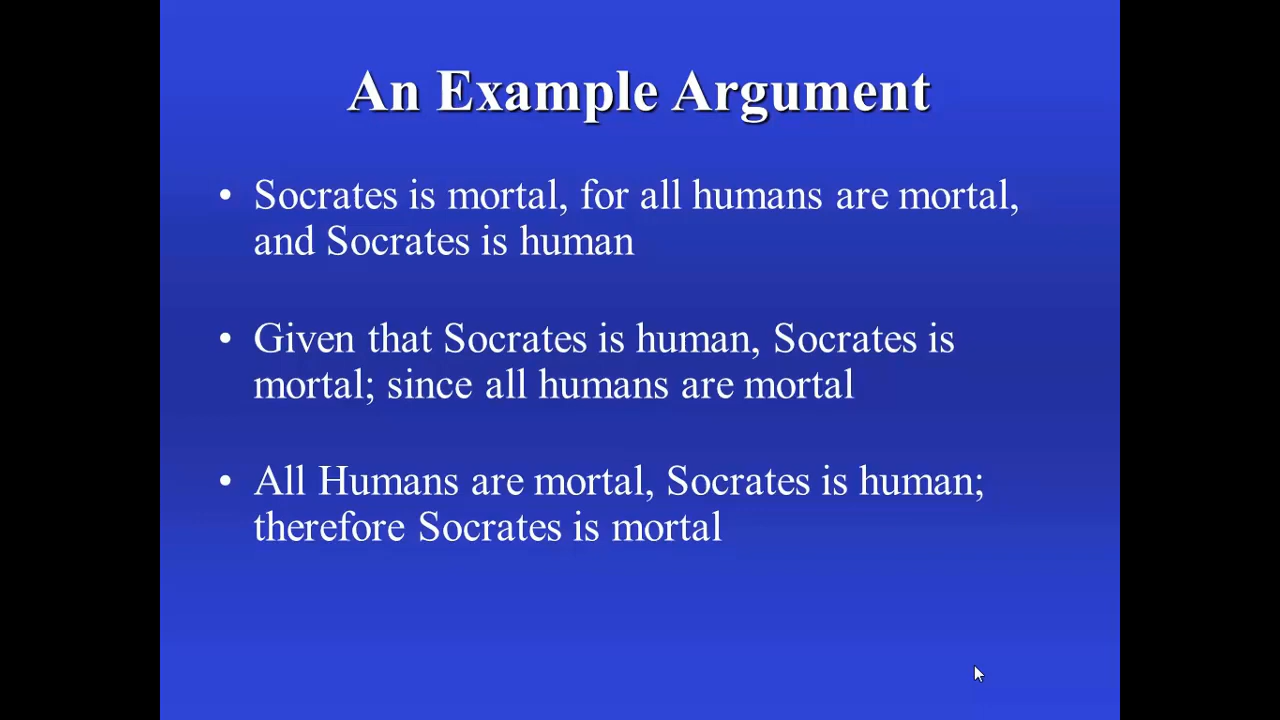 An Example Argument
• Socrates is mortal, for all humans are mortal,
and Socrates is human
• Given that Socrates is human, Socrates is
mortal; since all humans are mortal
• All Humans are mortal, Socrates is human;
therefore Socrates is mortal